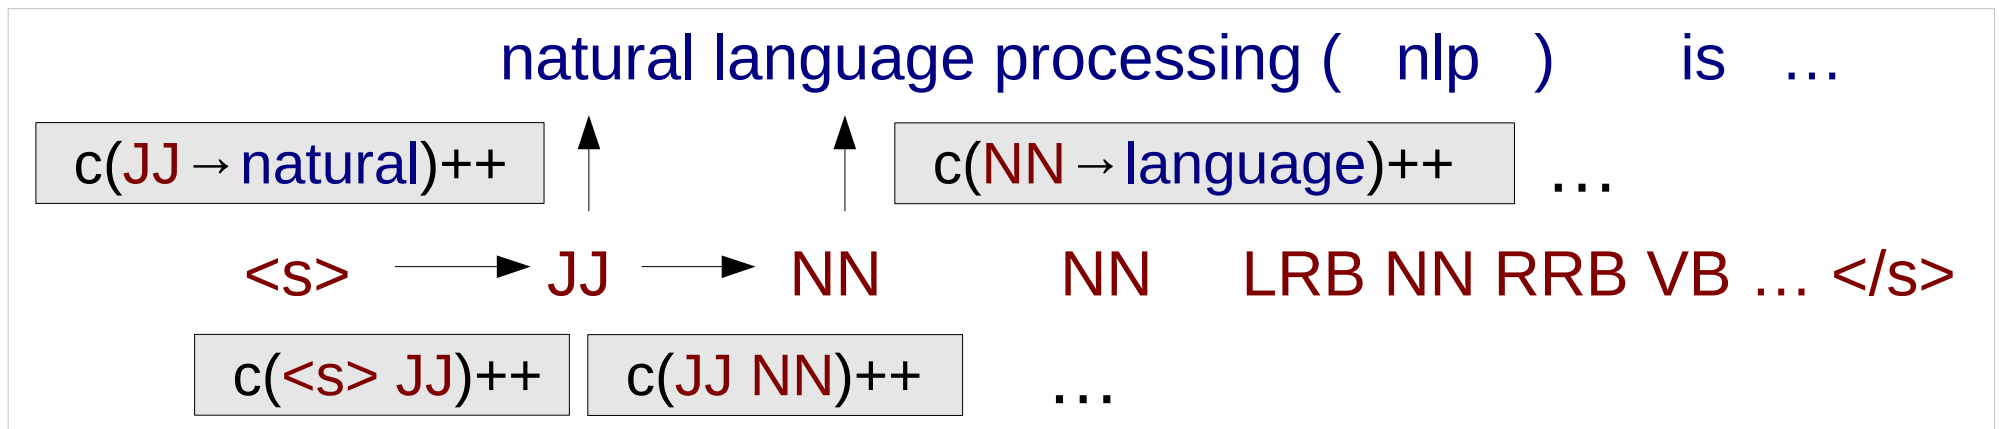 natural language processing ( nlp ) is …
c(JJ→natural)++ c(NN→language)++ …
<s> JJ NN NN LRB NN RRB VB … </s>
c(<s> JJ)++ c(JJ NN)++ …